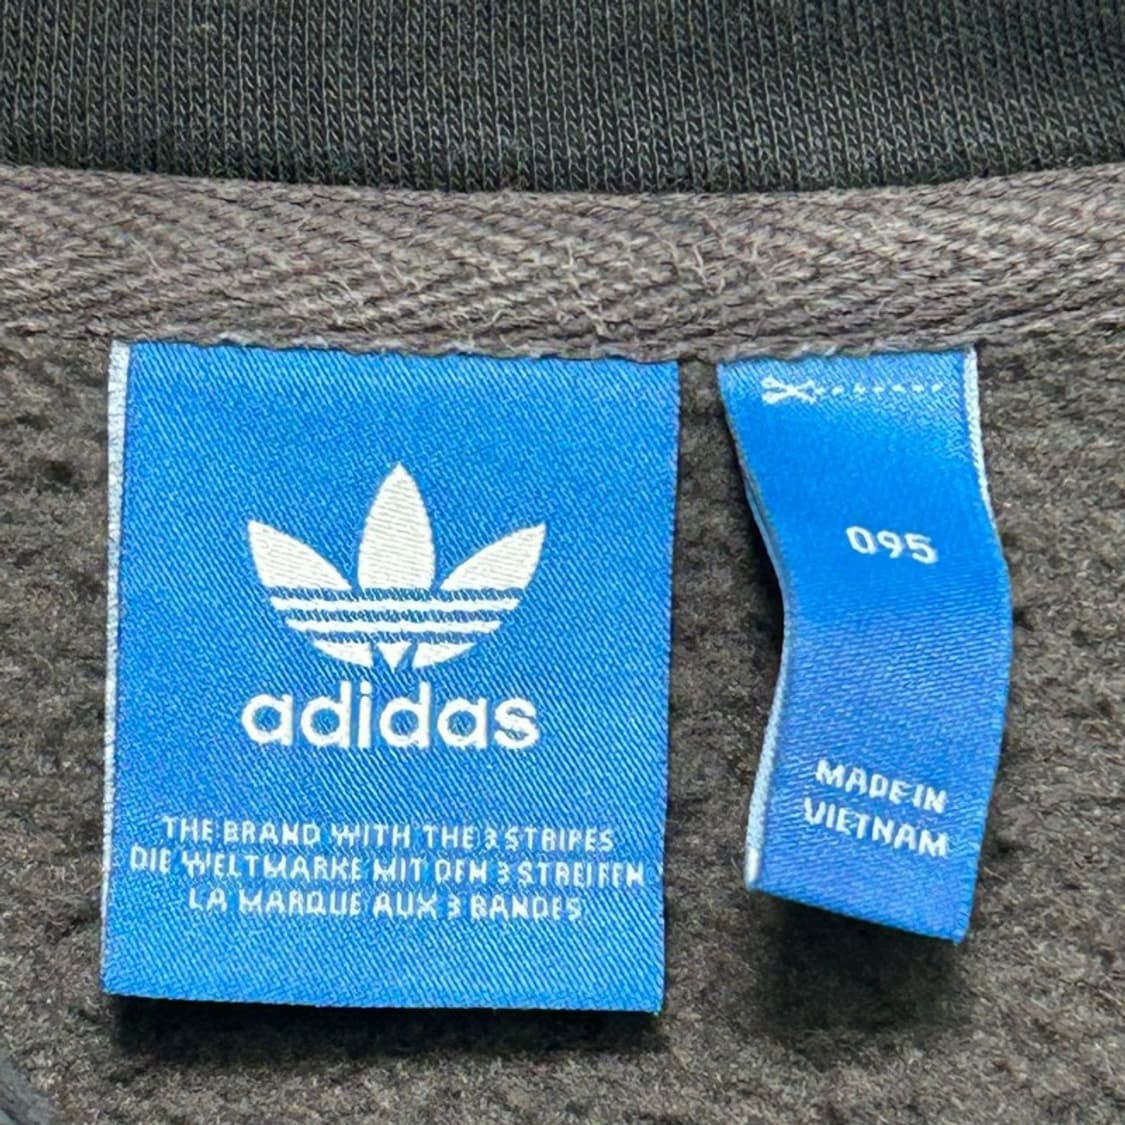 adidas
THE BRAND WITH THE 3 STRIPES
DIE WELTMARKE MIT DEN 3 STREIFEN
LA MARQUE AUX 3 BANDES
095
MADE IN
VIETNAM